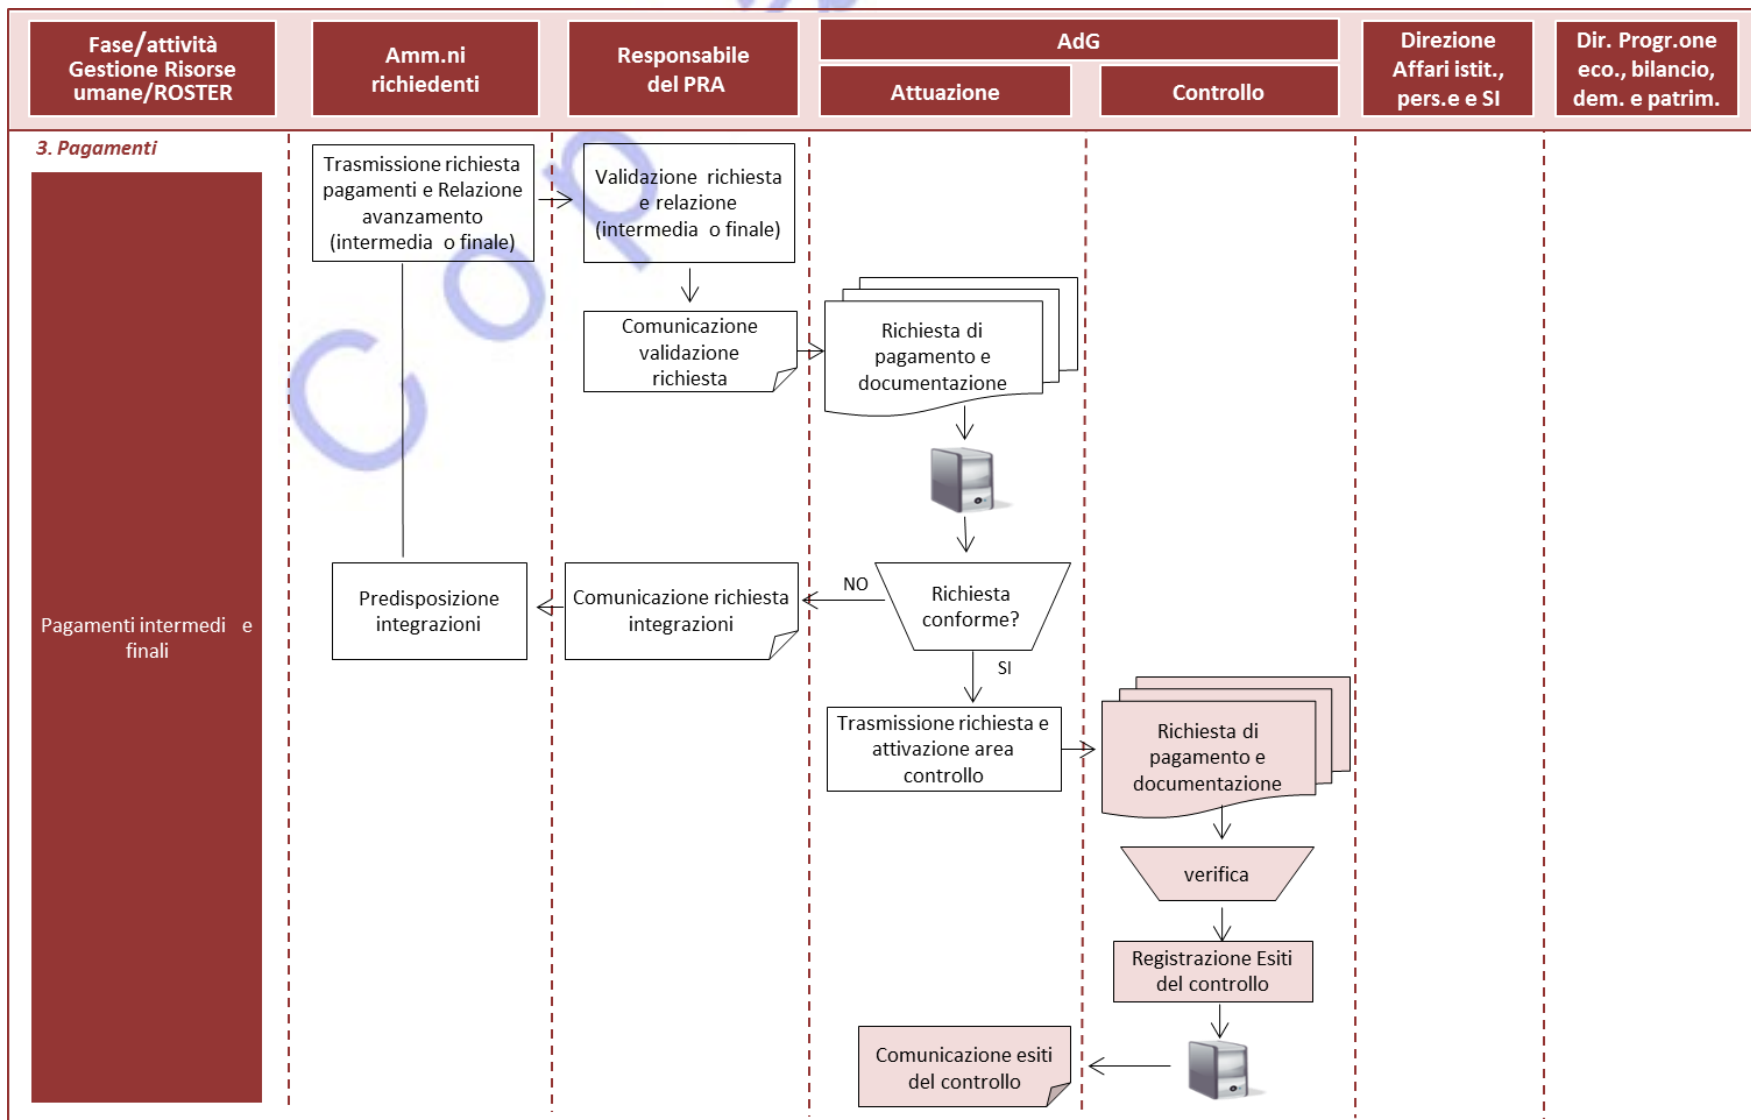 Fase/attività
Gestione Risorse
umane/ROSTER
Amm.ni
richiedenti
Responsabile
del PRA
AdG
Attuazione
Controllo
Direzione
Affari istit.,
pers.e e SI
Dir. Progr.one
eco., bilancio,
dem. e patrim.
3. Pagamenti
Pagamenti intermedi e
finali
Trasmissione richiesta
pagamenti e Relazione
avanzamento
(intermedia o finale)
Validazione richiesta
e relazione
(intermedia o finale)
Comunicazione
validazione
richiesta
Richiesta di
pagamento e
documentazione
Predisposizione
integrazioni
Comunicazione richiesta
integrazioni
NO
Richiesta
conforme?
SI
Trasmissione richiesta e
attivazione area
controllo
Richiesta di
pagamento e
documentazione
verifica
Registrazione Esiti
del controllo
Comunicazione esiti
del controllo
Cop